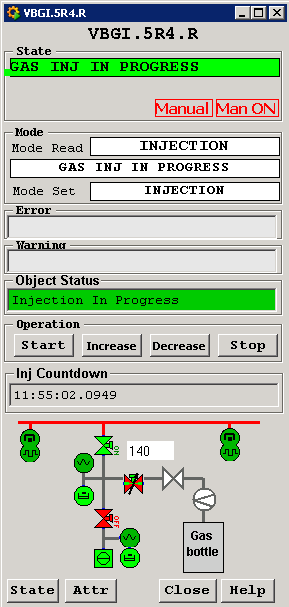 VBGI.5R4.R
VBGI.5R4.R
State
GAS INJ IN PROGRESS
Manual Man ON
Mode
Mode Read INJECTION
GAS INJ IN PROGRESS
Mode Set INJECTION
Error
Warning
Object Status
Injection In Progress
Operation
Start Increase Decrease Stop
Inj Countdown
11:55:02.0949
ON
140
OFF
Gas
bottle
State Attr Close Help